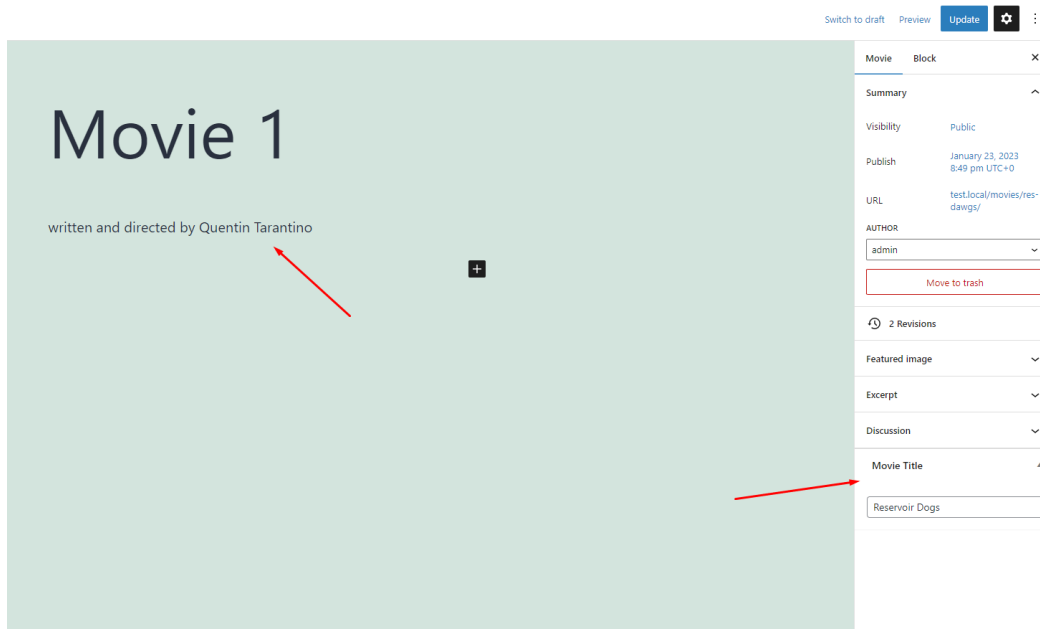 Switch to draft Preview Update
Movie Block
Summary
Movie 1
Visibility Public
Publish January 23, 2023
8:49 pm UTC+0
URL test.local/movies/res-
dawgs/
written and directed by Quentin Tarantino
AUTHOR
admin
Move to trash
2 Revisions
Featured image
Excerpt
Discussion
Movie Title
Reservoir Dogs